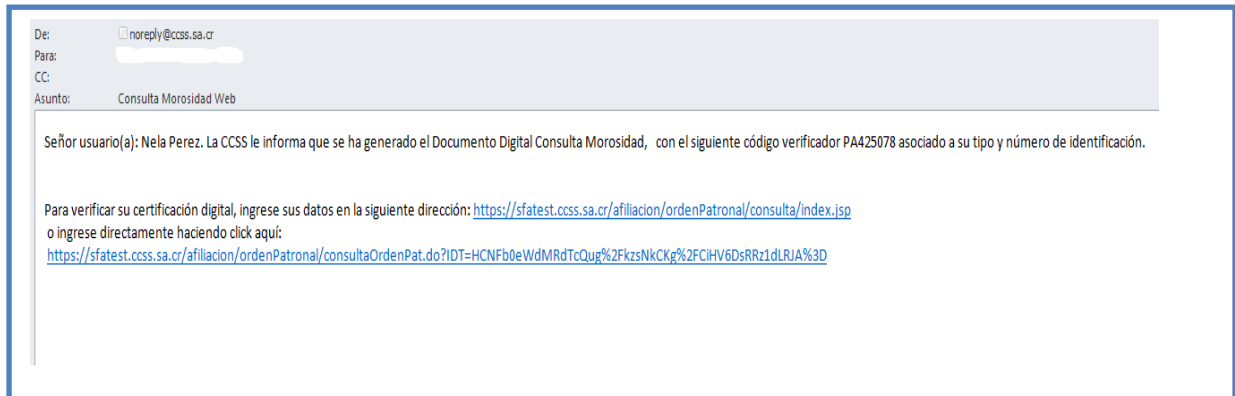 De: noreply@ccss.sa.cr
Para:
CC:
Asunto: Consulta Morosidad Web
Señor usuario(a): Nela Perez. La CCSS le informa que se ha generado el Documento Digital Consulta Morosidad, con el siguiente código verificador PA425078 asociado a su tipo y número de identificación.
Para verificar su certificación digital, ingrese sus datos en la siguiente dirección: https://sfatest.ccss.sa.cr/afiliacion/ordenPatronal/consulta/index.jsp
o ingrese directamente haciendo click aquí:
https://sfatest.ccss.sa.cr/afiliacion/ordenPatronal/consultaOrdenPat.do?IDT=HCNFb0eWdMRdTcQug%2FkzsNkCKg%2FCiHV6DsRRz1dLRJA%3D